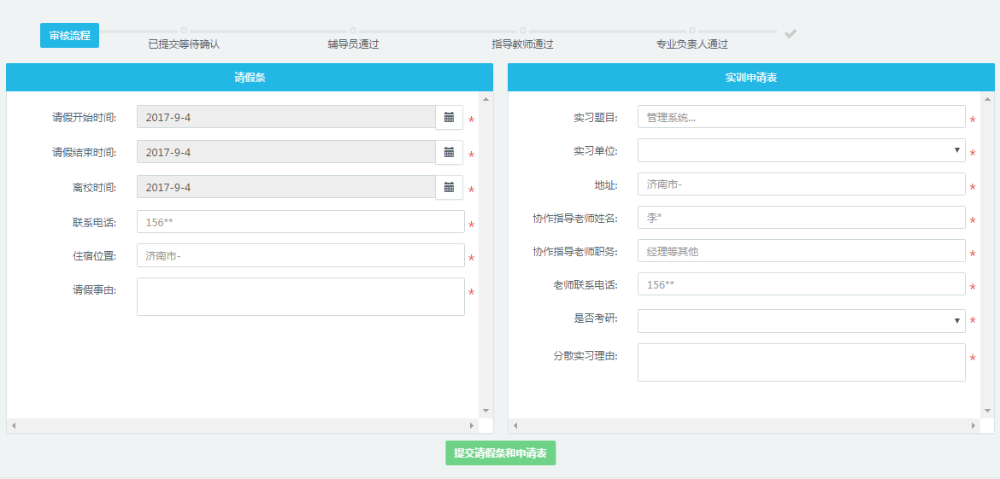 审核流程
已提交等待确认
辅导员通过
指导教师通过
专业负责人通过
请假条
请假开始时间: 2017-9-4 *
请假结束时间: 2017-9-4 *
离校时间: 2017-9-4 *
联系电话: 156** *
住宿位置: 济南市- *
请假事由: *
实训申请表
实习题目: 管理系统... *
实习单位: *
地址: 济南市- *
协作指导老师姓名: 李* *
协作指导老师职务: 经理等其他 *
老师联系电话: 156** *
是否考研: *
分散实习理由: *
提交请假条和申请表